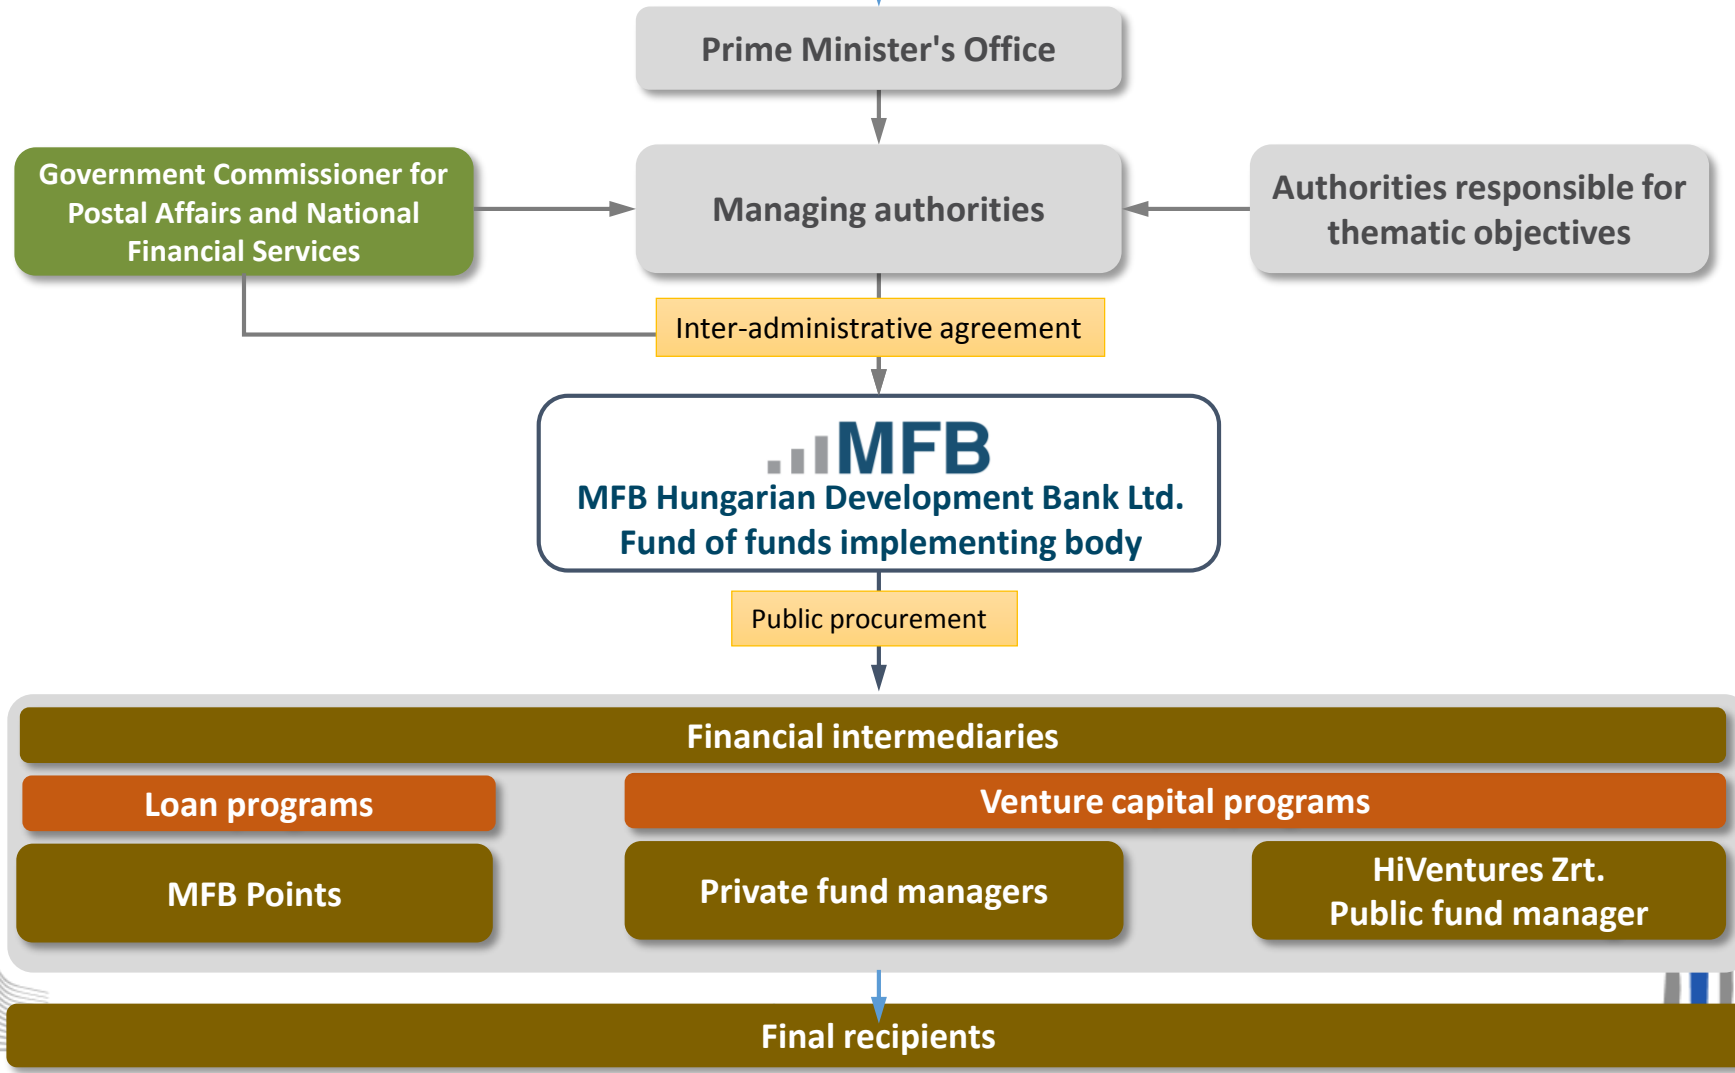 Prime Minister's Office
Government Commissioner for
Postal Affairs and National
Financial Services
Managing authorities
Authorities responsible for
thematic objectives
Inter-administrative agreement
MFB
MFB Hungarian Development Bank Ltd.
Fund of funds implementing body
Public procurement
Financial intermediaries
Loan programs
Venture capital programs
MFB Points
Private fund managers
HiVentures Zrt.
Public fund manager
Final recipients